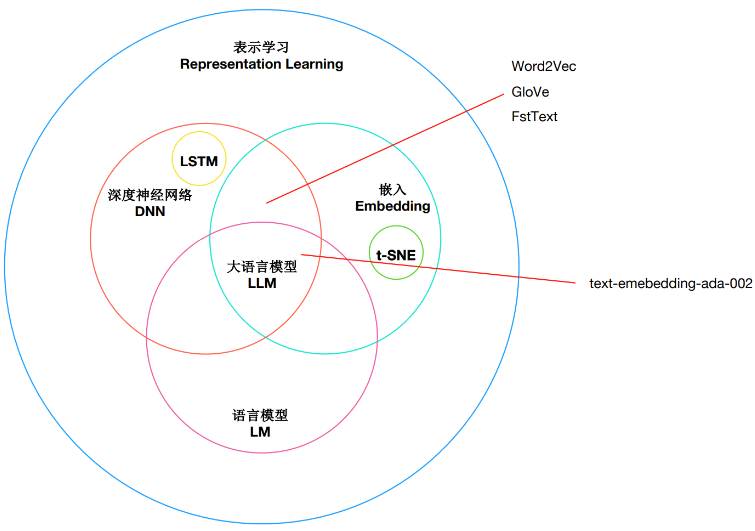 表示学习
Representation Learning
Word2Vec
GloVe
FstText
LSTM
深度神经网络
DNN
嵌入
Embedding
t-SNE
大语言模型
LLM
text-emebedding-ada-002
语言模型
LM